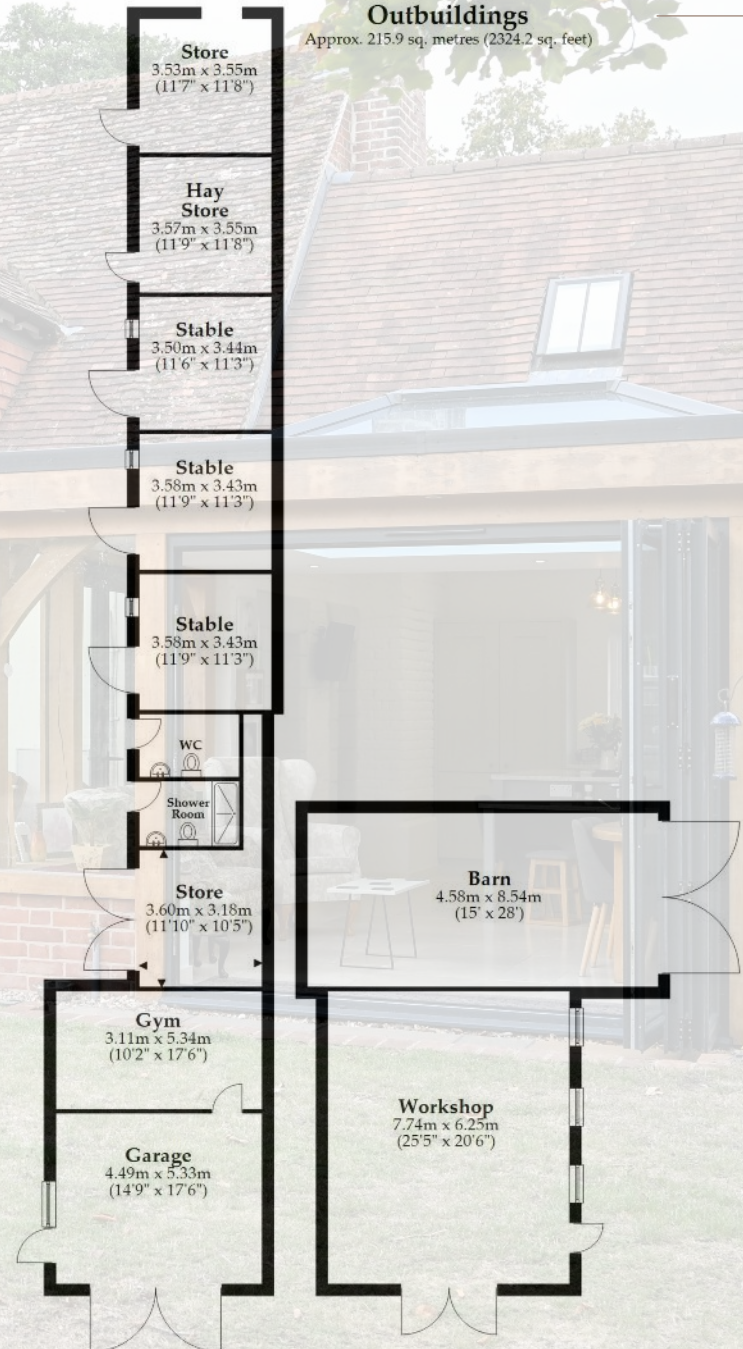 Outbuildings
Approx. 215.9 sq. metres (2324.2 sq. feet)
Store
3.53m x 3.55m
(11'7" x 11'8")
Hay
Store
3.57m x 3.55m
(11'9" x 11'8")
Stable
3.50m x 3.44m
(11'6" x 11'3")
Stable
3.58m x 3.43m
(11'9" x 11'3")
Stable
3.58m x 3.43m
(11'9" x 11'3")
WC
Shower
Room
Store
3.60m x 3.18m
(11'10" x 10'5")
Barn
4.58m x 8.54m
(15' x 28')
Gym
3.11m x 5.34m
(10'2" x 17'6")
Workshop
7.74m x 6.25m
(25'5" x 20'6")
Garage
4.49m x 5.33m
(14'9" x 17'6")